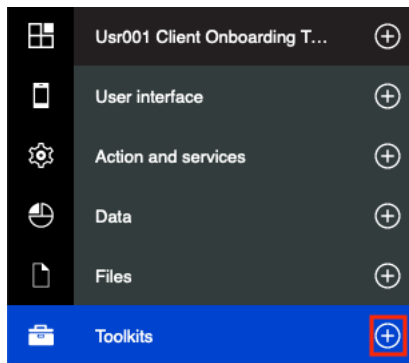 Usr001 Client Onboarding T...
User interface
Action and services
Data
Files
Toolkits